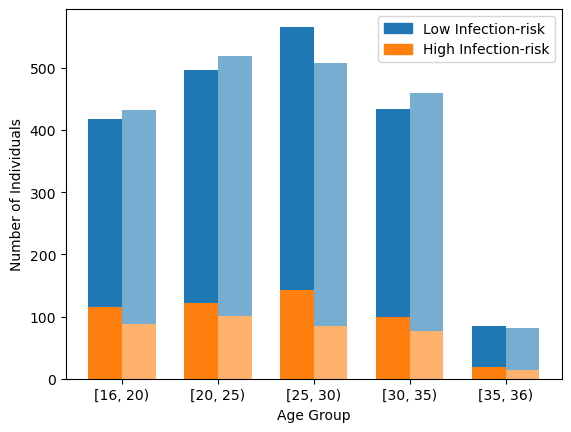 Low Infection-risk
High Infection-risk
Number of Individuals
500
400
300
200
100
0
[16, 20)
[20, 25)
[25, 30)
[30, 35)
[35, 36)
Age Group